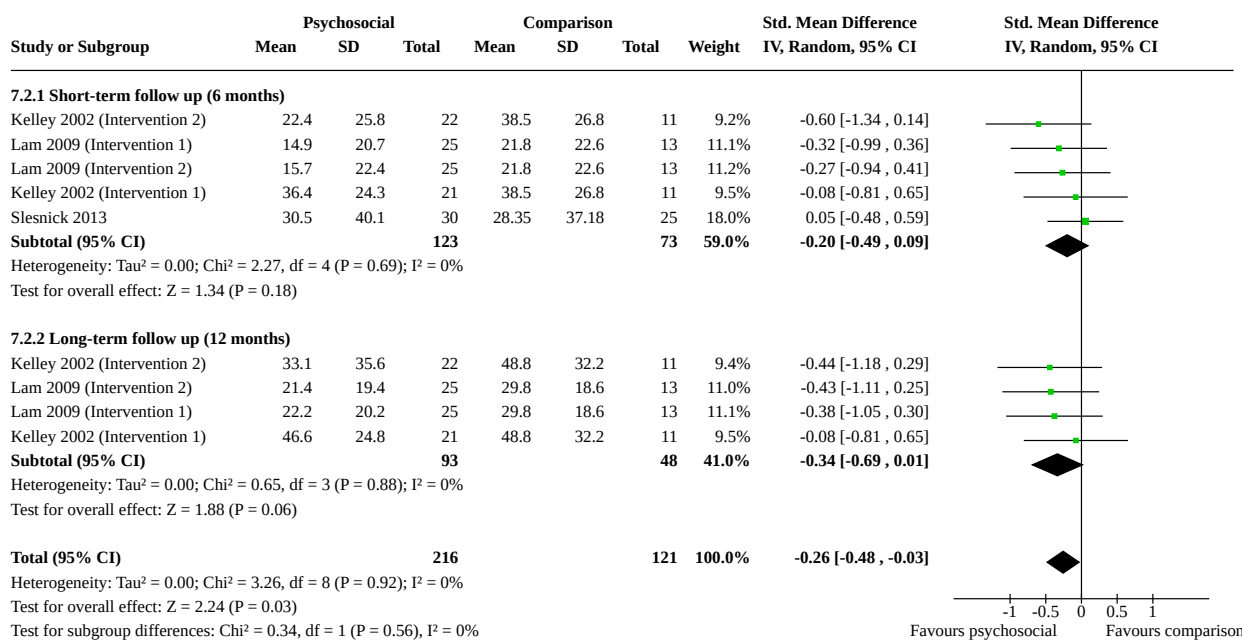 Psychosocial Comparison Std. Mean Difference Std. Mean Difference
Study or Subgroup Mean SD Total Mean SD Total Weight IV, Random, 95% CI IV, Random, 95% CI
7.2.1 Short-term follow up (6 months)
Kelley 2002 (Intervention 2) 22.4 25.8 22 38.5 26.8 11 9.2% -0.60 [-1.34 , 0.14]
Lam 2009 (Intervention 1) 14.9 20.7 25 21.8 22.6 13 11.1% -0.32 [-0.99 , 0.36]
Lam 2009 (Intervention 2) 15.7 22.4 25 21.8 22.6 13 11.2% -0.27 [-0.94 , 0.41]
Kelley 2002 (Intervention 1) 36.4 24.3 21 38.5 26.8 11 9.5% -0.08 [-0.81 , 0.65]
Slesnick 2013 30.5 40.1 30 28.35 37.18 25 18.0% 0.05 [-0.48 , 0.59]
Subtotal (95% CI) 123 73 59.0% -0.20 [-0.49 , 0.09]
Heterogeneity: Tau² = 0.00; Chi² = 2.27, df = 4 (P = 0.69); I² = 0%
Test for overall effect: Z = 1.34 (P = 0.18)
7.2.2 Long-term follow up (12 months)
Kelley 2002 (Intervention 2) 33.1 35.6 22 48.8 32.2 11 9.4% -0.44 [-1.18 , 0.29]
Lam 2009 (Intervention 2) 21.4 19.4 25 29.8 18.6 13 11.0% -0.43 [-1.11 , 0.25]
Lam 2009 (Intervention 1) 22.2 20.2 25 29.8 18.6 13 11.1% -0.38 [-1.05 , 0.30]
Kelley 2002 (Intervention 1) 46.6 24.8 21 48.8 32.2 11 9.5% -0.08 [-0.81 , 0.65]
Subtotal (95% CI) 93 48 41.0% -0.34 [-0.69 , 0.01]
Heterogeneity: Tau² = 0.00; Chi² = 0.65, df = 3 (P = 0.88); I² = 0%
Test for overall effect: Z = 1.88 (P = 0.06)
Total (95% CI) 216 121 100.0% -0.26 [-0.48 , -0.03]
Heterogeneity: Tau² = 0.00; Chi² = 3.26, df = 8 (P = 0.92); I² = 0%
Test for overall effect: Z = 2.24 (P = 0.03) -1 -0.5 0 0.5 1
Test for subgroup differences: Chi² = 0.34, df = 1 (P = 0.56), I² = 0% Favours psychosocial Favours comparison